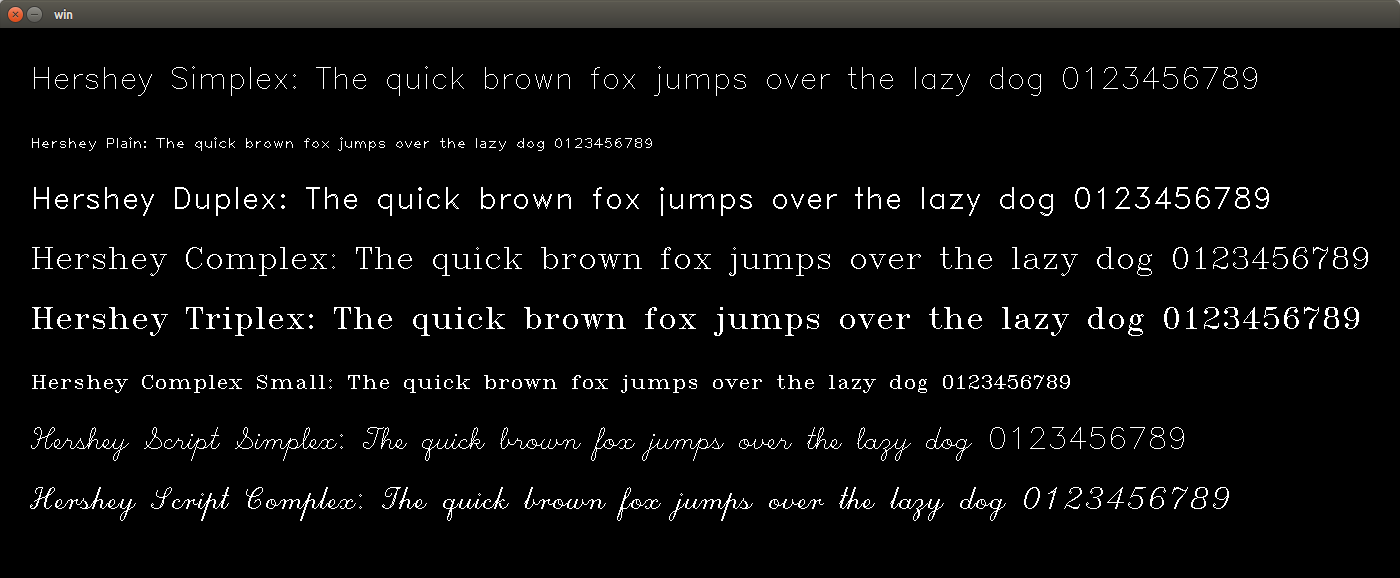 win
Hershey Simplex: The quick brown fox jumps over the lazy dog 0123456789
Hershey Plain: The quick brown fox jumps over the lazy dog 0123456789
Hershey Duplex: The quick brown fox jumps over the lazy dog 0123456789
Hershey Complex: The quick brown fox jumps over the lazy dog 0123456789
Hershey Triplex: The quick brown fox jumps over the lazy dog 0123456789
Hershey Complex Small: The quick brown fox jumps over the lazy dog 0123456789
Hershey Script Simplex: The quick brown fox jumps over the lazy dog 0123456789
Hershey Script Complex: The quick brown fox jumps over the lazy dog 0123456789